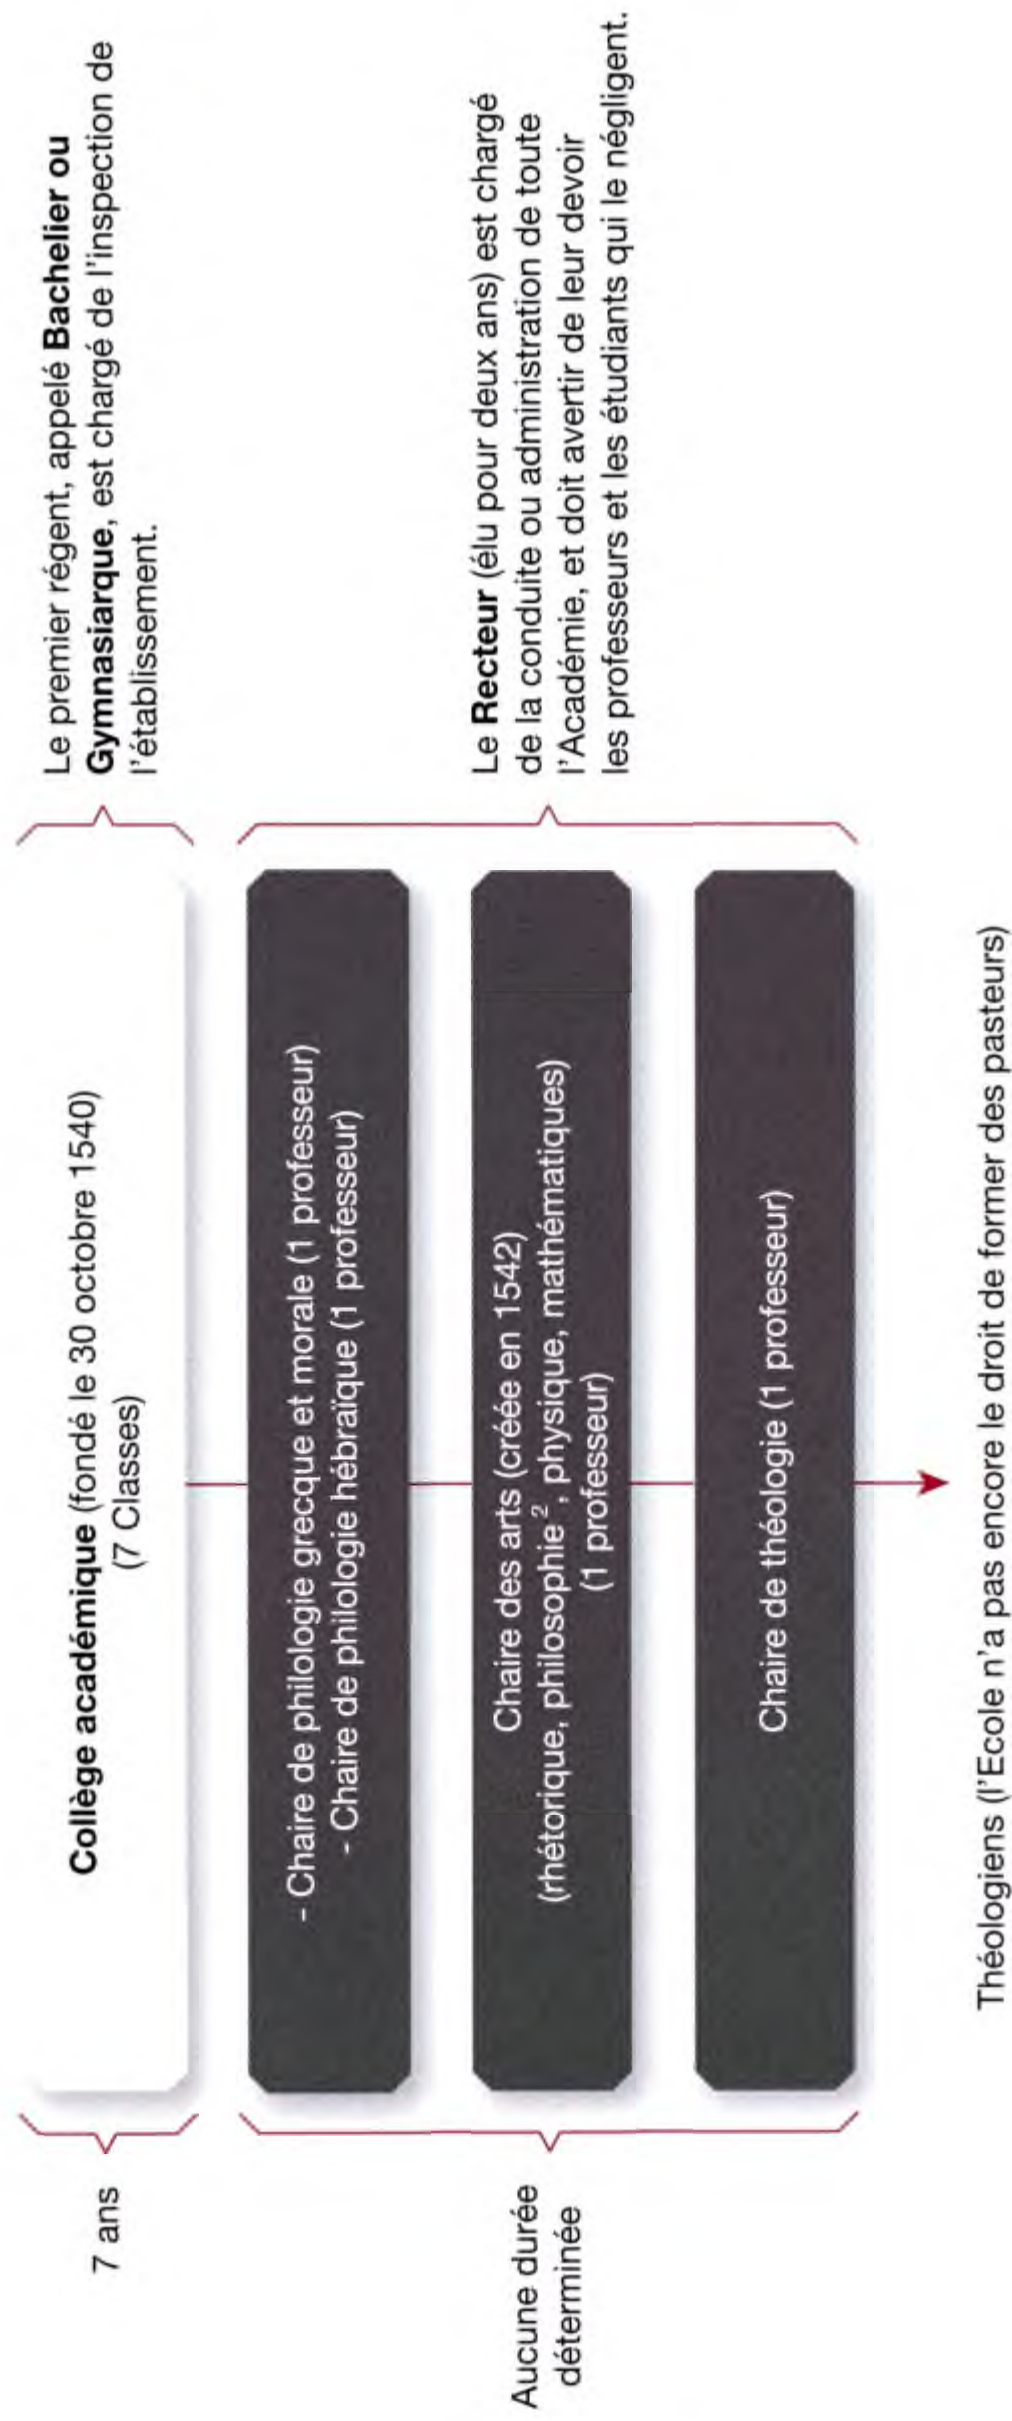 7 ans
Collège académique (fondé le 30 octobre 1540)
(7 Classes)
Le premier régent, appelé Bachelier ou
Gymnasiarque, est chargé de l'inspection de
l'établissement.
Aucune durée
déterminée
- Chaire de philologie grecque et morale (1 professeur)
- Chaire de philologie hébraïque (1 professeur)
Chaire des arts (créée en 1542)
(rhétorique, philosophie², physique, mathématiques)
(1 professeur)
Chaire de théologie (1 professeur)
Le Recteur (élu pour deux ans) est chargé
de la conduite ou administration de toute
l'Académie, et doit avertir de leur devoir
les professeurs et les étudiants qui le négligent.
Théologiens (l'Ecole n'a pas encore le droit de former des pasteurs)